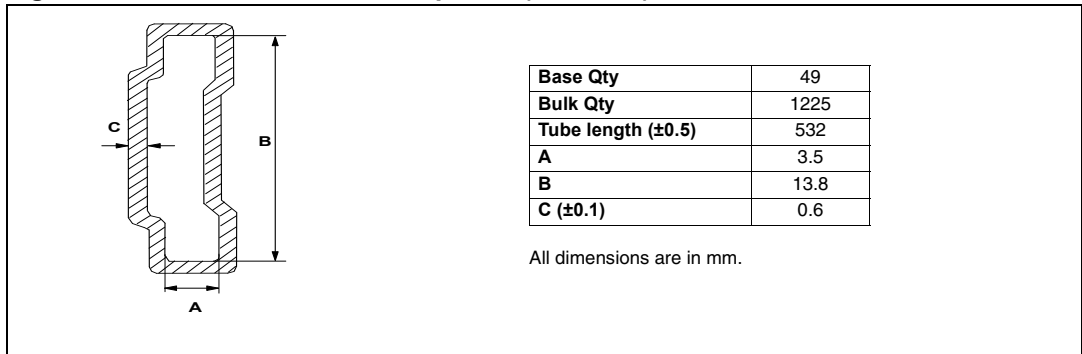 C
B
A
Base Qty 49
Bulk Qty 1225
Tube length (±0.5) 532
A 3.5
B 13.8
C (±0.1) 0.6
All dimensions are in mm.